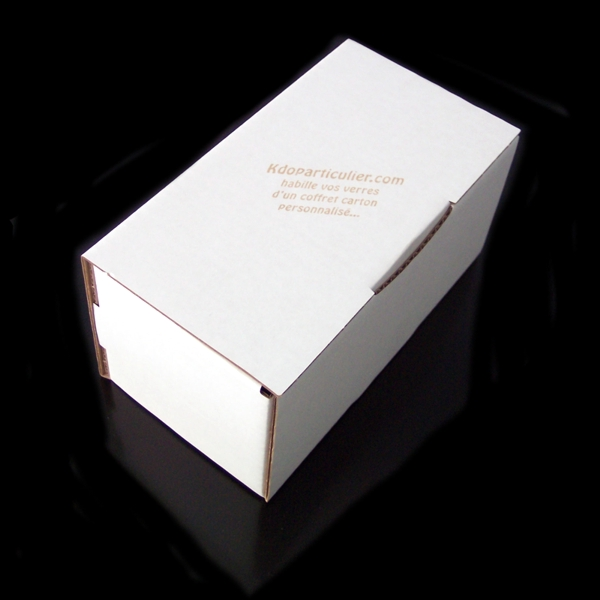 Kdoparticulier.com
habille vos verres
d'un coffret carton
personnalisé...